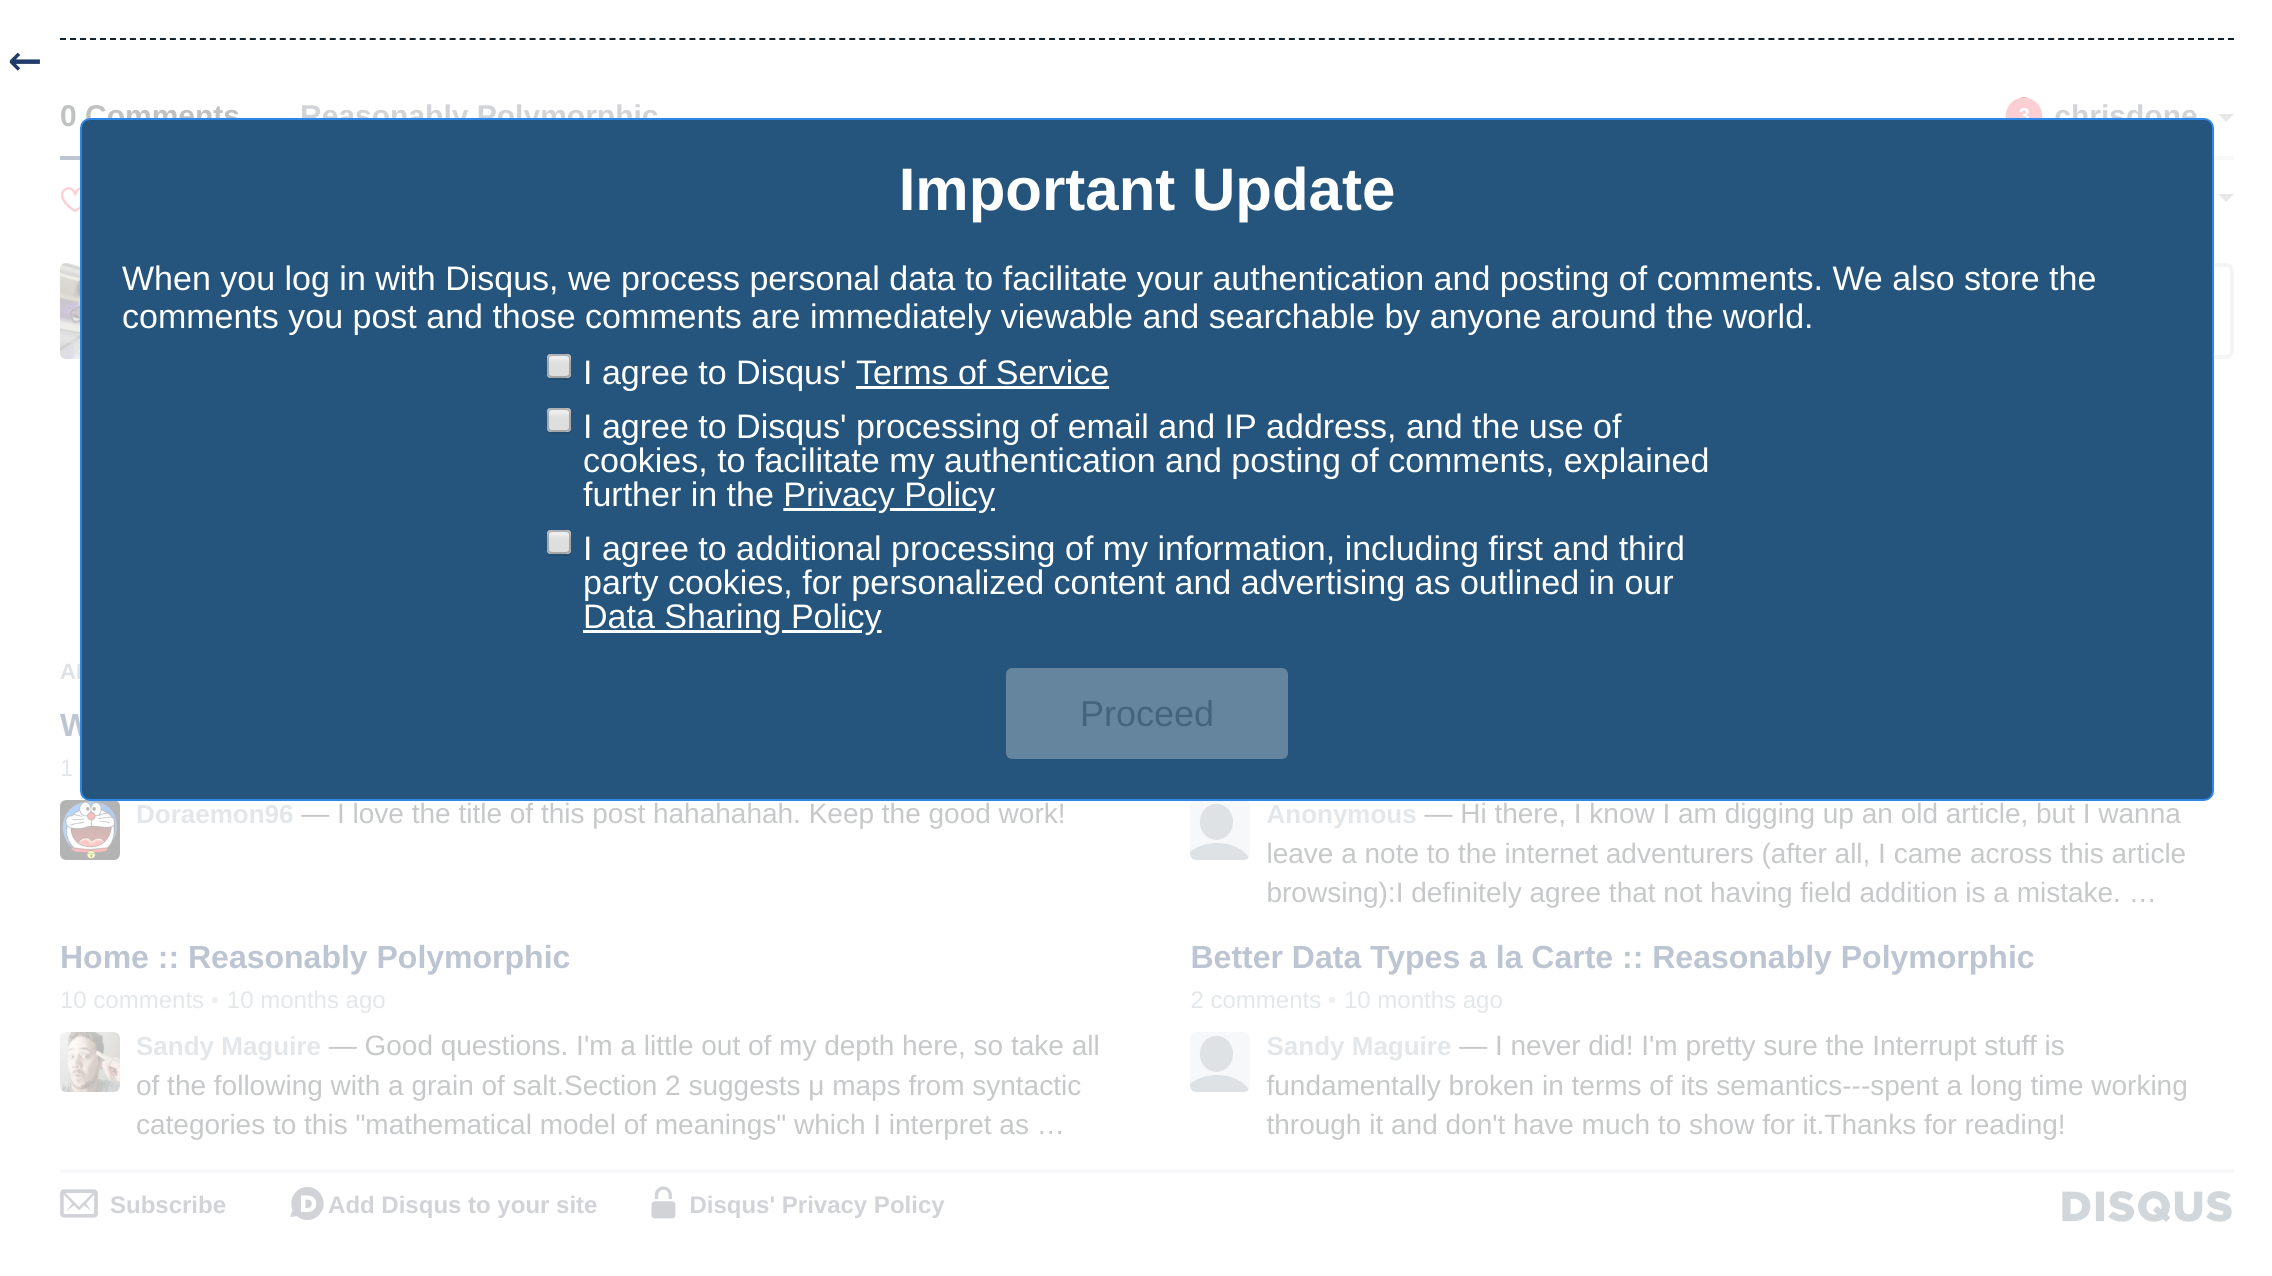 ←
0 Comments Reasonably Polymorphic 3 chrisdone
Important Update
When you log in with Disqus, we process personal data to facilitate your authentication and posting of comments. We also store the
comments you post and those comments are immediately viewable and searchable by anyone around the world.
I agree to Disqus' Terms of Service
I agree to Disqus' processing of email and IP address, and the use of
cookies, to facilitate my authentication and posting of comments, explained
further in the Privacy Policy
I agree to additional processing of my information, including first and third
party cookies, for personalized content and advertising as outlined in our
Data Sharing Policy
Proceed
1
Doraemon96 — I love the title of this post hahahahah. Keep the good work!
Anonymous — Hi there, I know I am digging up an old article, but I wanna
leave a note to the internet adventurers (after all, I came across this article
browsing):I definitely agree that not having field addition is a mistake. …
Home :: Reasonably Polymorphic
10 comments • 10 months ago
Sandy Maguire — Good questions. I'm a little out of my depth here, so take all
of the following with a grain of salt.Section 2 suggests μ maps from syntactic
categories to this "mathematical model of meanings" which I interpret as …
Better Data Types a la Carte :: Reasonably Polymorphic
2 comments • 10 months ago
Sandy Maguire — I never did! I'm pretty sure the Interrupt stuff is
fundamentally broken in terms of its semantics---spent a long time working
through it and don't have much to show for it.Thanks for reading!
Subscribe D Add Disqus to your site Disqus' Privacy Policy DISQUS